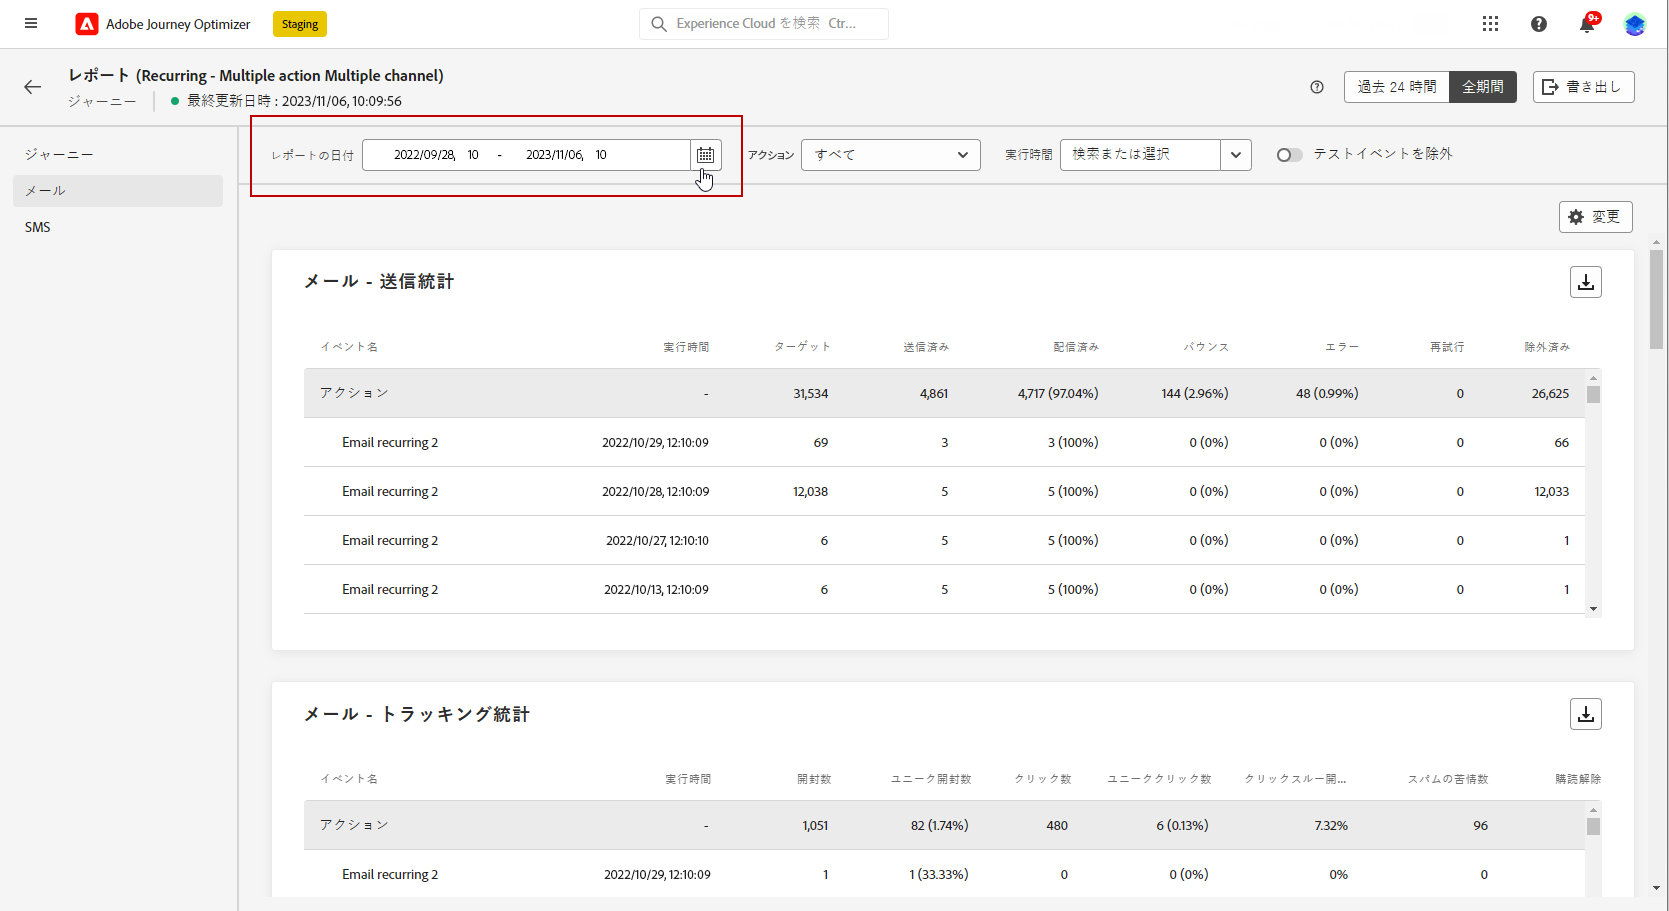 Adobe Journey Optimizer
Staging
Experience Cloud を検索 Ctr...
9+
レポート (Recurring - Multiple action Multiple channel)
ジャーニー
最終更新日時 : 2023/11/06, 10:09:56
過去 24 時間
全期間
書き出し
ジャーニー
メール
SMS
レポートの日付
2022/09/28, 10 - 2023/11/06, 10
アクション
すべて
実行時間
検索または選択
テストイベントを除外
変更
メール - 送信統計
イベント名 実行時間 ターゲット 送信済み 配信済み バウンス エラー 再試行 除外済み
アクション - 31,534 4,861 4,717 (97.04%) 144 (2.96%) 48 (0.99%) 0 26,625
Email recurring 2 2022/10/29, 12:10:09 69 3 3 (100%) 0 (0%) 0 (0%) 0 66
Email recurring 2 2022/10/28, 12:10:09 12,038 5 5 (100%) 0 (0%) 0 (0%) 0 12,033
Email recurring 2 2022/10/27, 12:10:10 6 5 5 (100%) 0 (0%) 0 (0%) 0 1
Email recurring 2 2022/10/13, 12:10:09 6 5 5 (100%) 0 (0%) 0 (0%) 0 1
メール - トラッキング統計
イベント名 実行時間 開封数 ユニーク開封数 クリック数 ユニーククリック数 クリックスルー開... スパムの苦情数 購読解除
アクション - 1,051 82 (1.74%) 480 6 (0.13%) 7.32% 96
Email recurring 2 2022/10/29, 12:10:09 1 1 (33.33%) 0 0 (0%) 0% 0